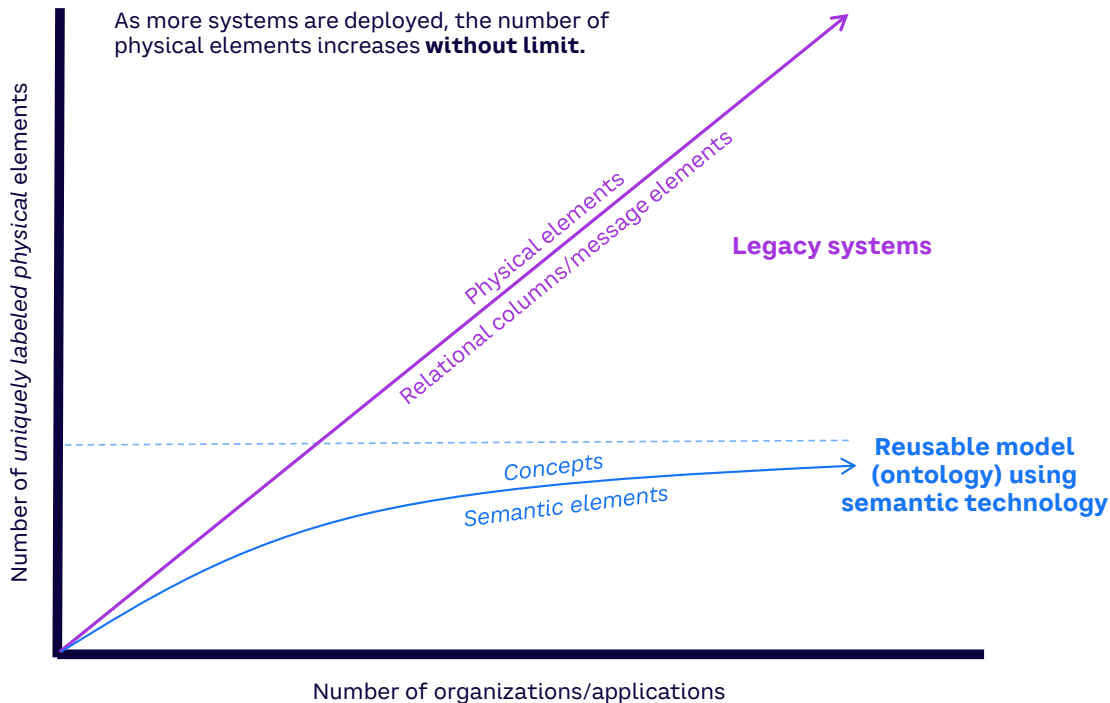 As more systems are deployed, the number of
physical elements increases without limit.
Number of uniquely labeled physical elements
Physical elements
Relational columns/message elements
Legacy systems
Concepts
Semantic elements
Reusable model
(ontology) using
semantic technology
Number of organizations/applications